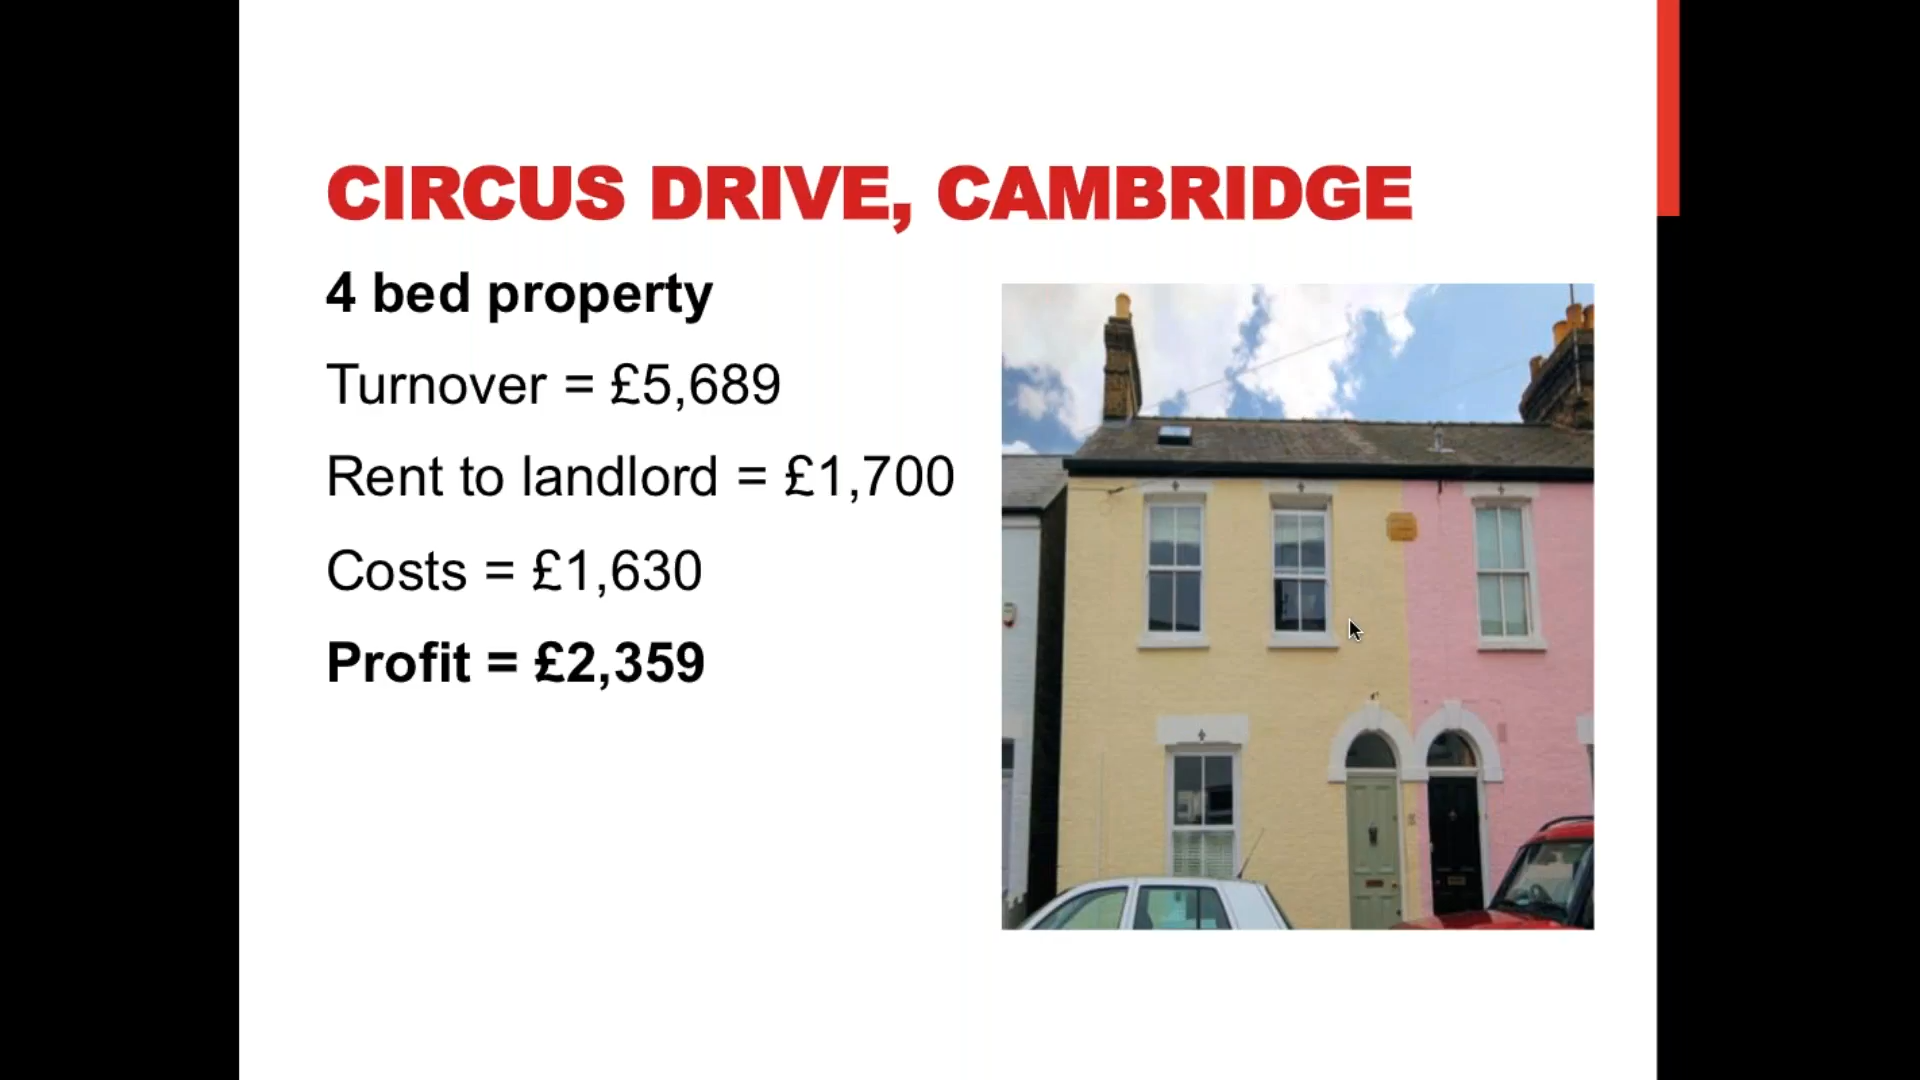 CIRCUS DRIVE, CAMBRIDGE
4 bed property
Turnover = £5,689
Rent to landlord = £1,700
Costs = £1,630
Profit = £2,359